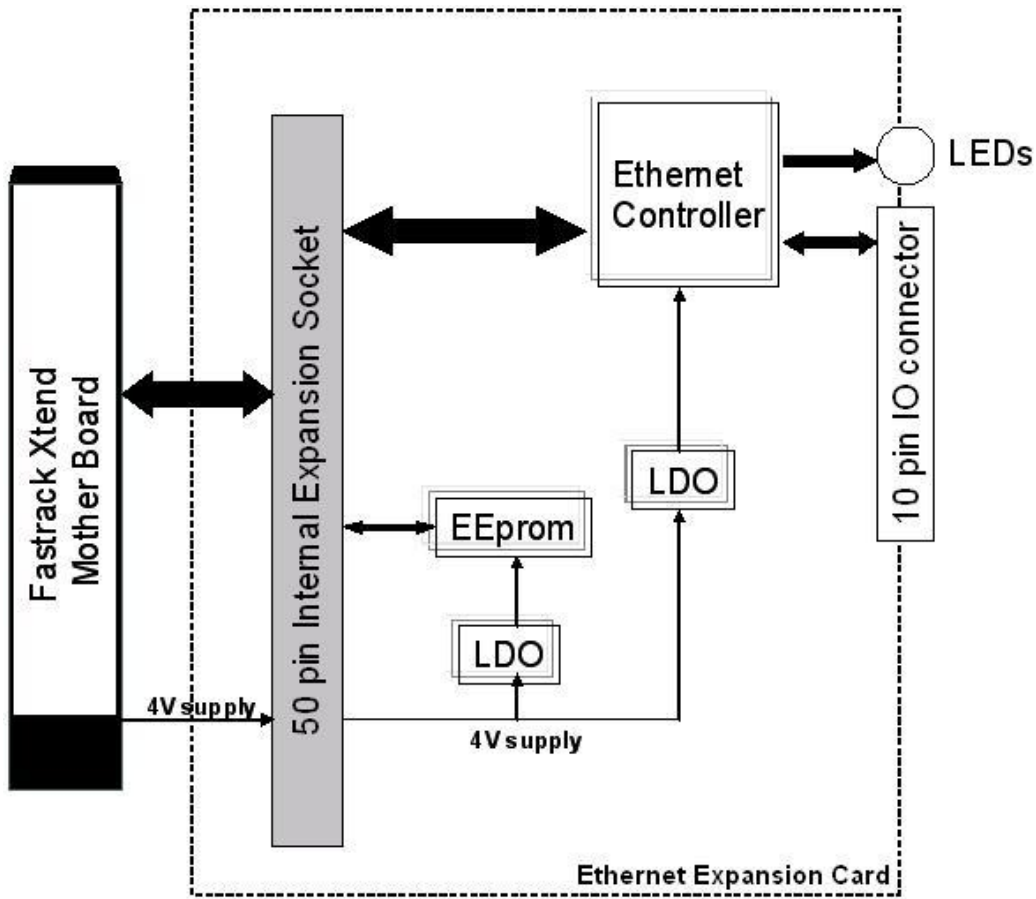 Ethernet
Controller
LEDs
10 pin IO connector
50 pin Internal Expansion Socket
Fastrack Xtend
Mother Board
LDO
EEprom
LDO
4V supply
4V supply
Ethernet Expansion Card